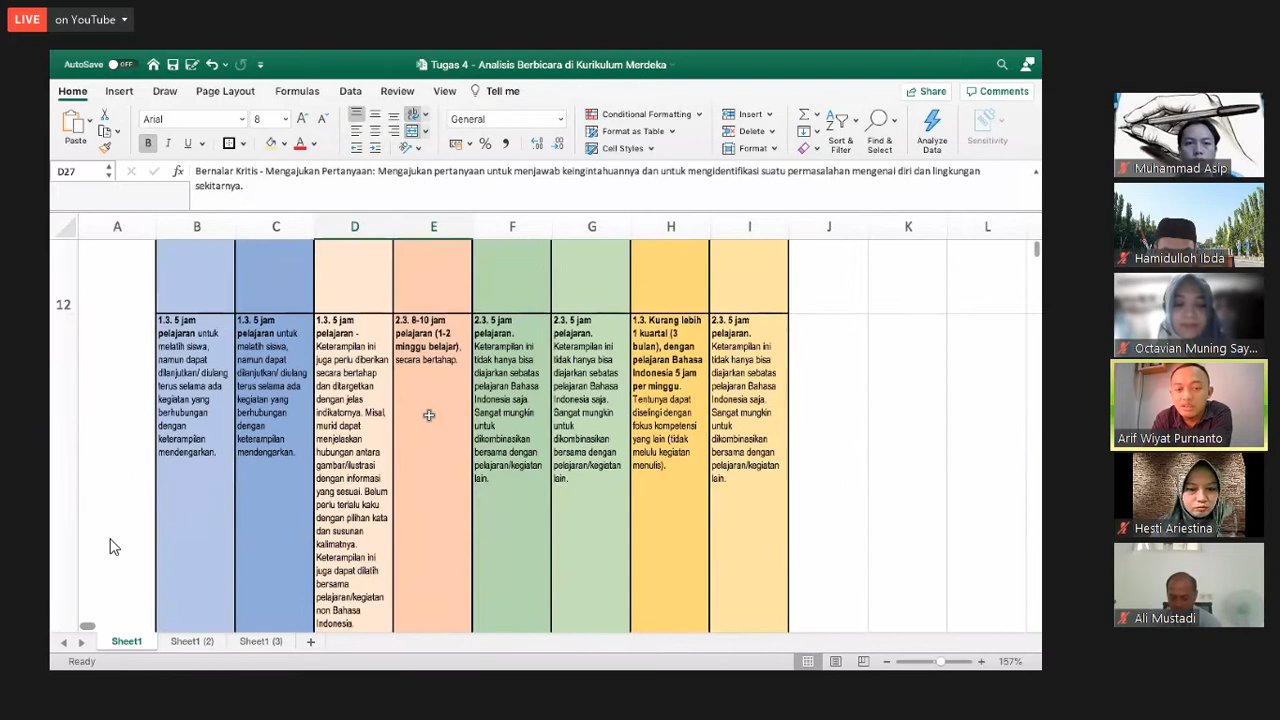 LIVE on YouTube
AutoSave OFF
Tugas 4 - Analisis Berbicara di Kurikulum Merdeka
Home Insert Draw Page Layout Formulas Data Review View Tell me Share Comments
Paste
Arial 8
B I U A
General
Conditional Formatting
Format as Table
Cell Styles
Insert
Delete
Format
Sort & Filter
Find & Select
Analyze Data
Sensitivity
D27 fx Bernalar Kritis - Mengajukan Pertanyaan: Mengajukan pertanyaan untuk menjawab keingintahuannya dan untuk mengidentifikasi suatu permasalahan mengenai diri dan lingkungan
sekitarnya.
A B C D E F G H I J K L
12
1.3. 5 jam
pelajaran untuk
melatih siswa,
namun dapat
dilanjutkan/ diulang
terus selama ada
kegiatan yang
berhubungan
dengan
keterampilan
mendengarkan.
1.3. 5 jam
pelajaran untuk
melatih siswa,
namun dapat
dilanjutkan/ diulang
terus selama ada
kegiatan yang
berhubungan
dengan
keterampilan
mendengarkan.
1.3. 5 jam
pelajaran -
Keterampilan ini
juga perlu diberikan
secara bertahap
dan ditargetkan
dengan jelas
indikatornya. Misal,
murid dapat
menjelaskan
hubungan antara
gambar/ilustrasi
dengan informasi
yang sesuai. Belum
perlu terlalu kaku
dengan pilihan kata
dan susunan
kalimatnya.
Keterampilan ini
juga dapat dilatih
bersama
pelajaran/kegiatan
non Bahasa
Indonesia.
2.3. 8-10 jam
pelajaran (1-2
minggu belajar),
secara bertahap.
2.3. 5 jam
pelajaran.
Keterampilan ini
tidak hanya bisa
diajarkan sebatas
pelajaran Bahasa
Indonesia saja.
Sangat mungkin
untuk
dikombinasikan
bersama dengan
pelajaran/kegiatan
lain.
2.3. 5 jam
pelajaran.
Keterampilan ini
tidak hanya bisa
diajarkan sebatas
pelajaran Bahasa
Indonesia saja.
Sangat mungkin
untuk
dikombinasikan
bersama dengan
pelajaran/kegiatan
lain.
1.3. Kurang lebih
1 kuartal (3
bulan), dengan
pelajaran Bahasa
Indonesia 5 jam
per minggu.
Tentunya dapat
diselingi dengan
fokus kompetensi
yang lain (tidak
melulu kegiatan
menulis).
2.3. 5 jam
pelajaran.
Keterampilan ini
tidak hanya bisa
diajarkan sebatas
pelajaran Bahasa
Indonesia saja.
Sangat mungkin
untuk
dikombinasikan
bersama dengan
pelajaran/kegiatan
lain.
Sheet1 Sheet1 (2) Sheet1 (3)
Ready
157%
Muhammad Asip
Hamidulloh Ibda
Octavian Muning Say...
Arif Wiyat Purnanto
Hesti Ariestina
Ali Mustadi